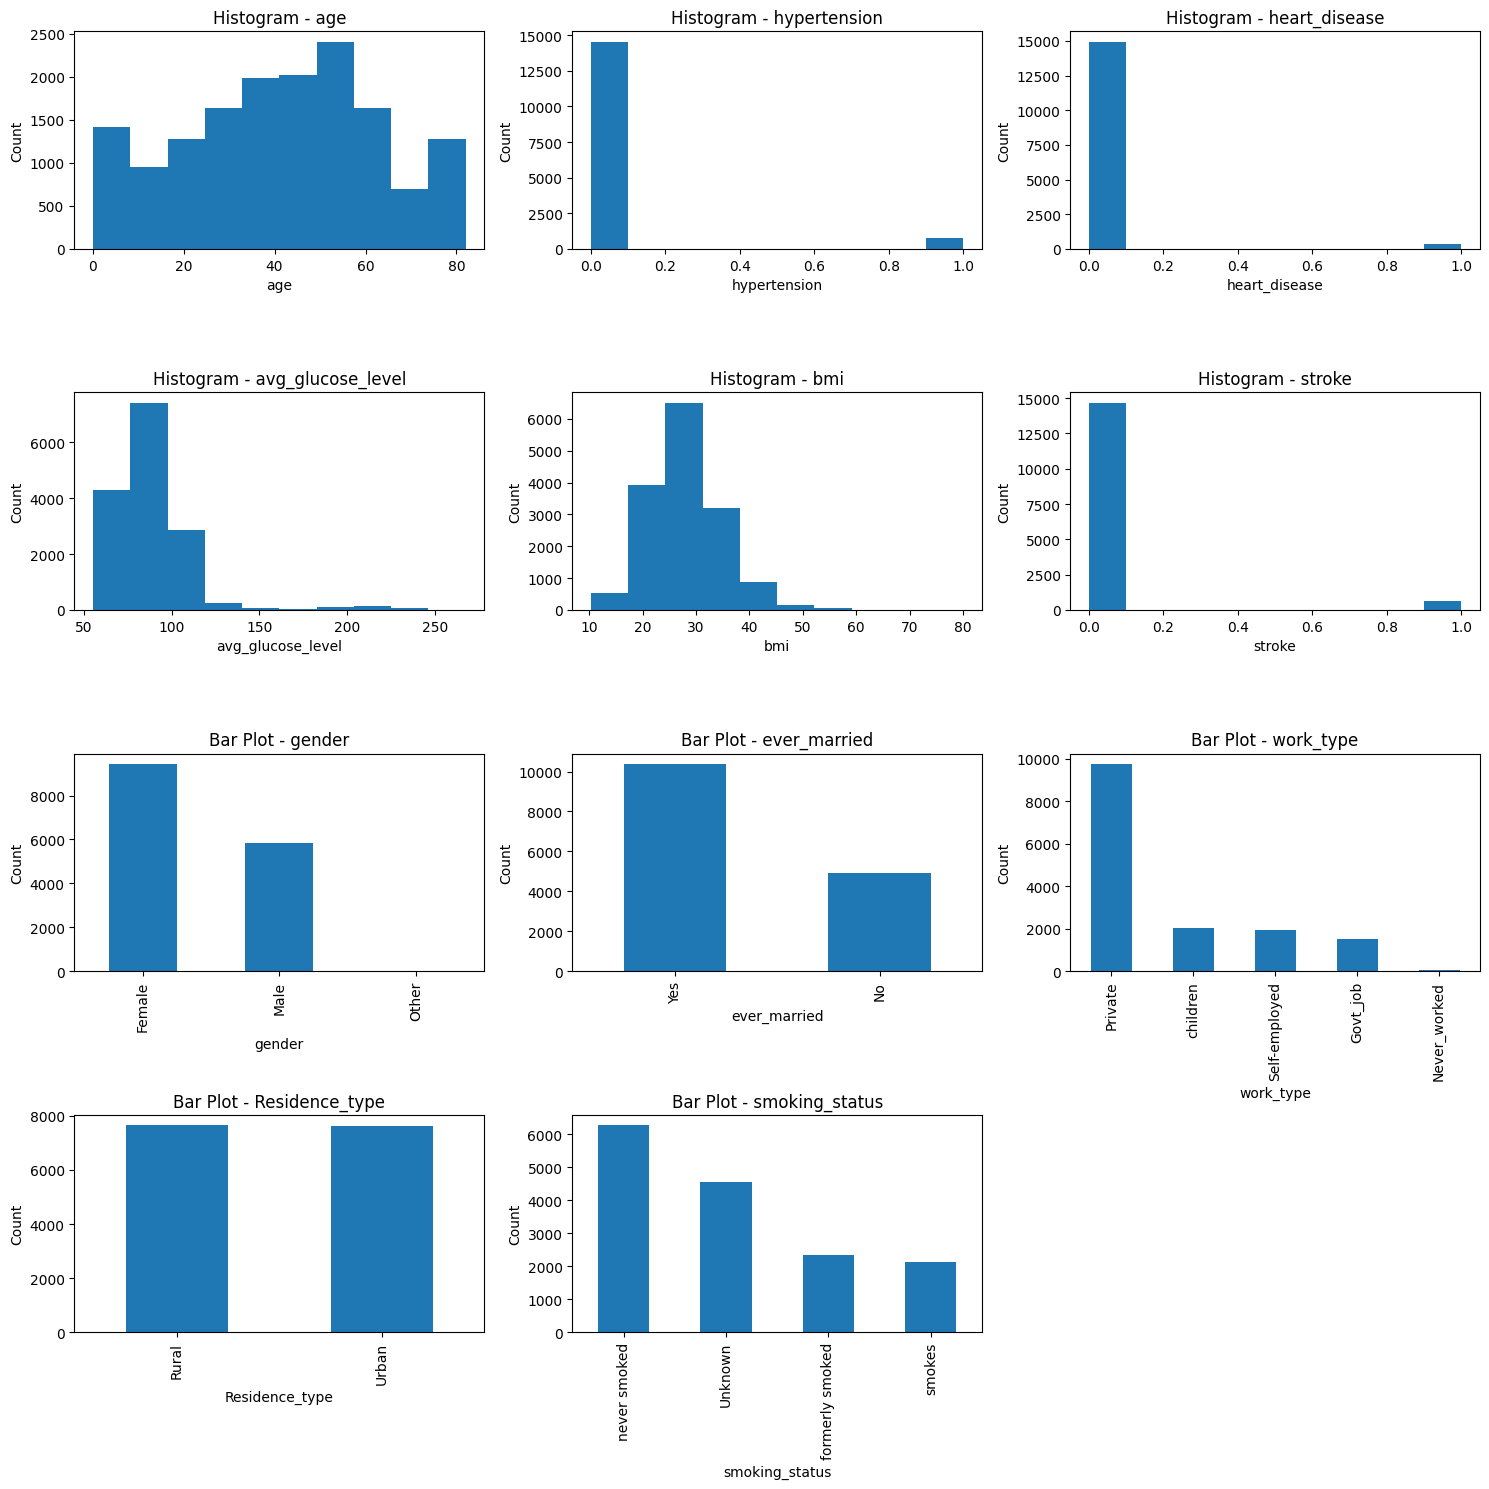 Histogram - age
Count
2500
2000
1500
1000
500
0
0 20 40 60 80
age
Histogram - hypertension
Count
15000
12500
10000
7500
5000
2500
0
0.0 0.2 0.4 0.6 0.8 1.0
hypertension
Histogram - heart_disease
Count
15000
12500
10000
7500
5000
2500
0
0.0 0.2 0.4 0.6 0.8 1.0
heart_disease
Histogram - avg_glucose_level
Count
6000
4000
2000
0
50 100 150 200 250
avg_glucose_level
Histogram - bmi
Count
6000
5000
4000
3000
2000
1000
0
10 20 30 40 50 60 70 80
bmi
Histogram - stroke
Count
15000
12500
10000
7500
5000
2500
0
0.0 0.2 0.4 0.6 0.8 1.0
stroke
Bar Plot - gender
Count
8000
6000
4000
2000
0
Female
Male
Other
gender
Bar Plot - ever_married
Count
10000
8000
6000
4000
2000
0
Yes
No
ever_married
Bar Plot - work_type
Count
10000
8000
6000
4000
2000
0
Private
children
Self-employed
Govt_job
Never_worked
work_type
Bar Plot - Residence_type
Count
8000
6000
4000
2000
0
Rural
Urban
Residence_type
Bar Plot - smoking_status
Count
6000
5000
4000
3000
2000
1000
0
never smoked
Unknown
formerly smoked
smokes
smoking_status